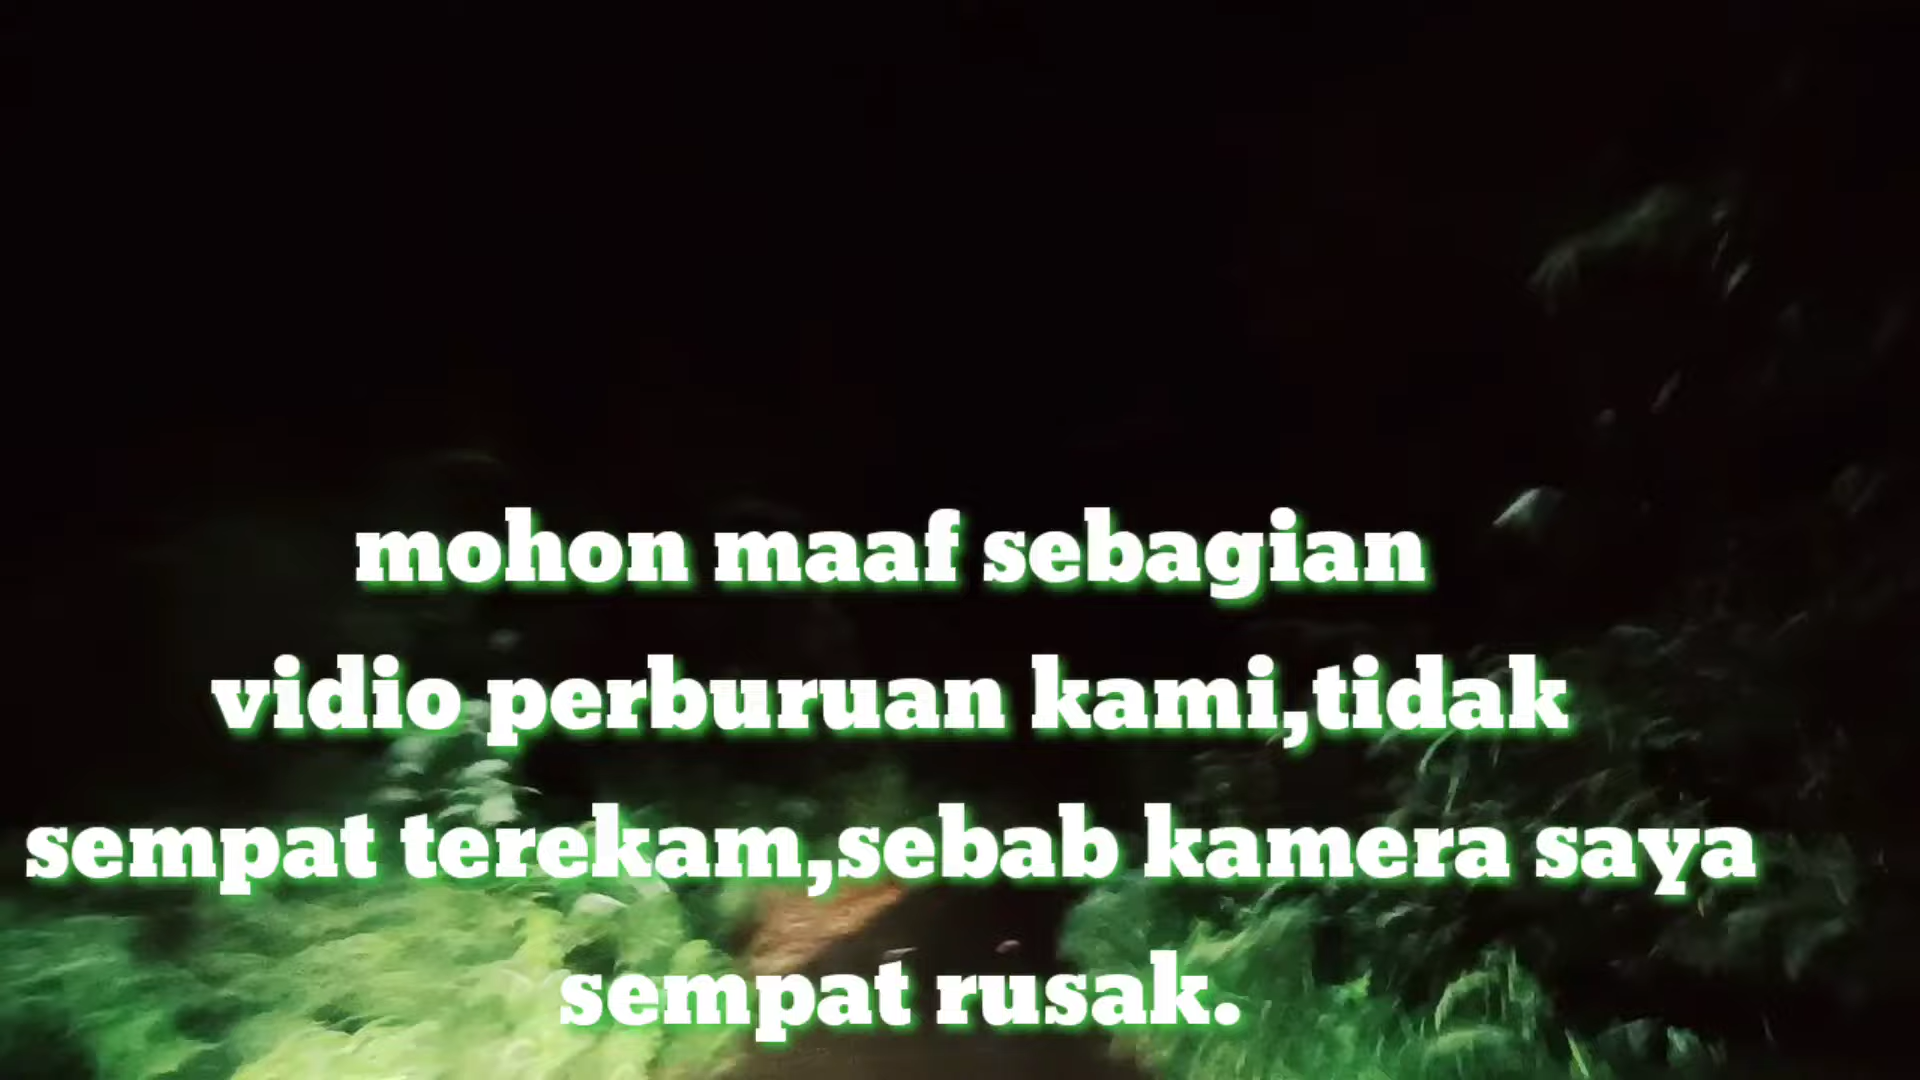 mohon maaf sebagian
vidio perburuan kami,tidak
sempat terekam,sebab kamera saya
sempat rusak.